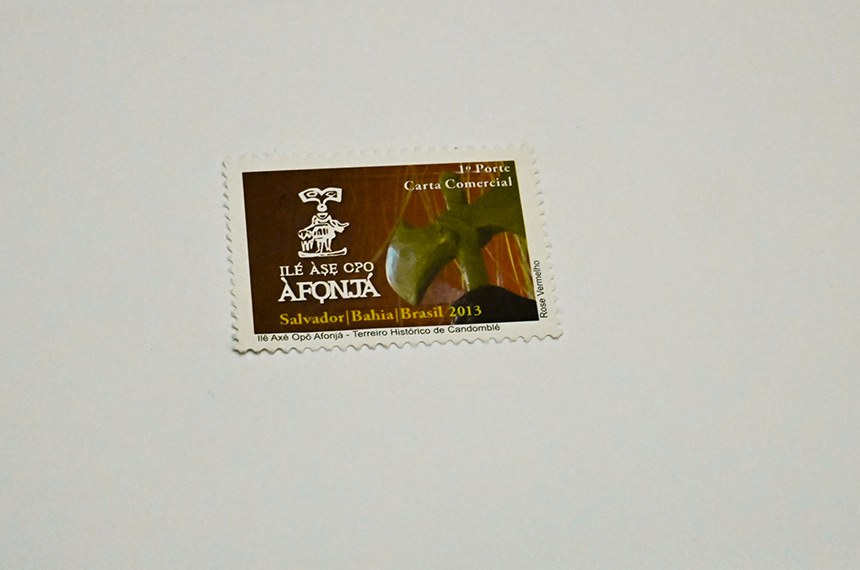 1º Porte
Carta Comercial
ILÉ ÀṢẸ OPO
ÀFỌNJÁ
Salvador|Bahia|Brasil 2013
Ilê Axé Opô Afonjá - Terreiro Histórico de Candomblé
Rose Vermelho